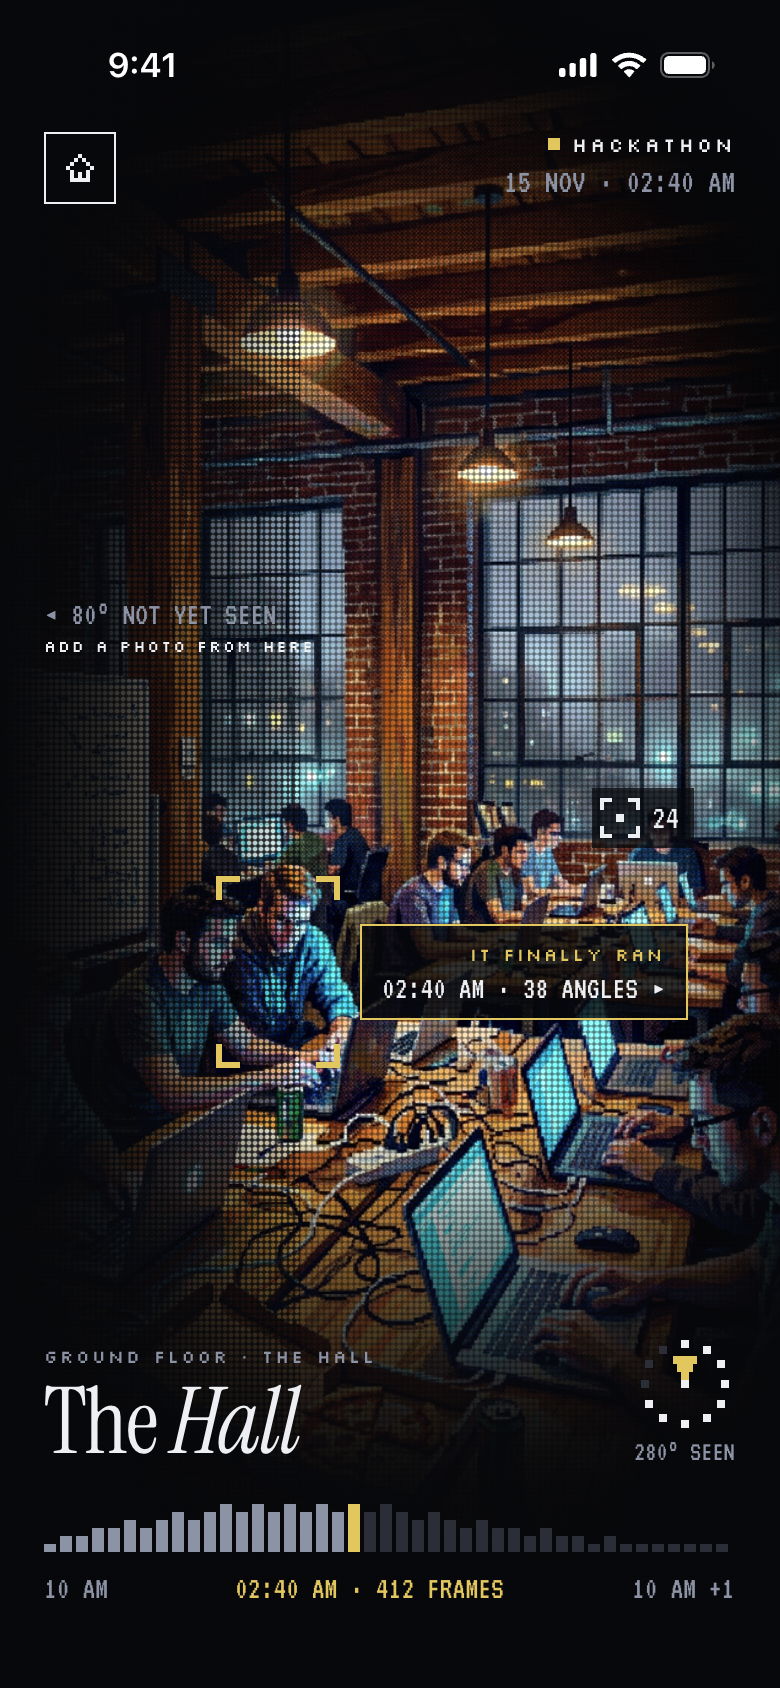 9:41
HACKATHON
15 NOV · 02:40 AM
◂ 80° NOT YET SEEN
ADD A PHOTO FROM HERE
24
IT FINALLY RAN
02:40 AM · 38 ANGLES ▸
GROUND FLOOR · THE HALL
The Hall
280° SEEN
10 AM
02:40 AM · 412 FRAMES
10 AM +1